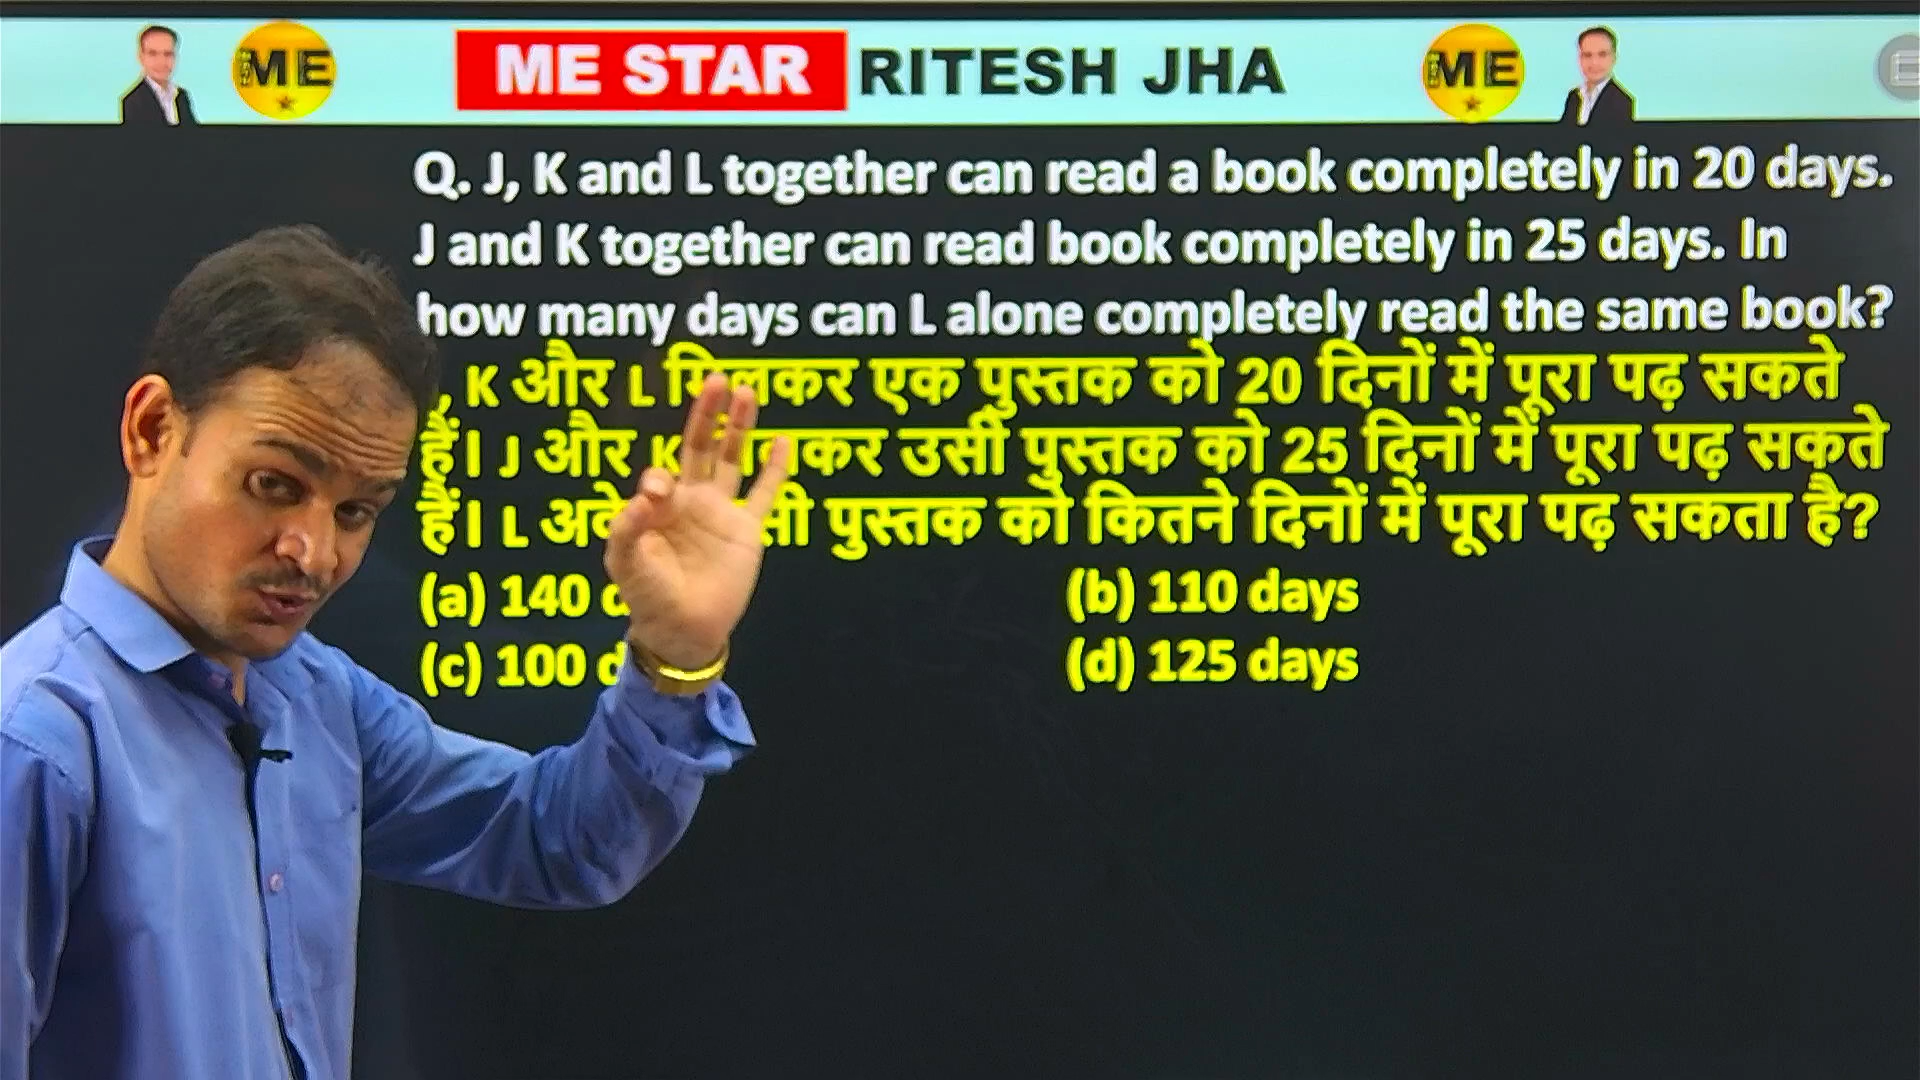 ME
ME STAR RITESH JHA
ME
Q. J, K and L together can read a book completely in 20 days.
J and K together can read book completely in 25 days. In
how many days can L alone completely read the same book?
K और L मिलकर एक पुस्तक को 20 दिनों में पूरा पढ़ सकते
हैं। J और K उसी पुस्तक को 25 दिनों में पूरा पढ़ सकते
हैं। L पुस्तक को कितने दिनों में पूरा पढ़ सकता है?
(a) 140
(b) 110 days
(c) 100
(d) 125 days